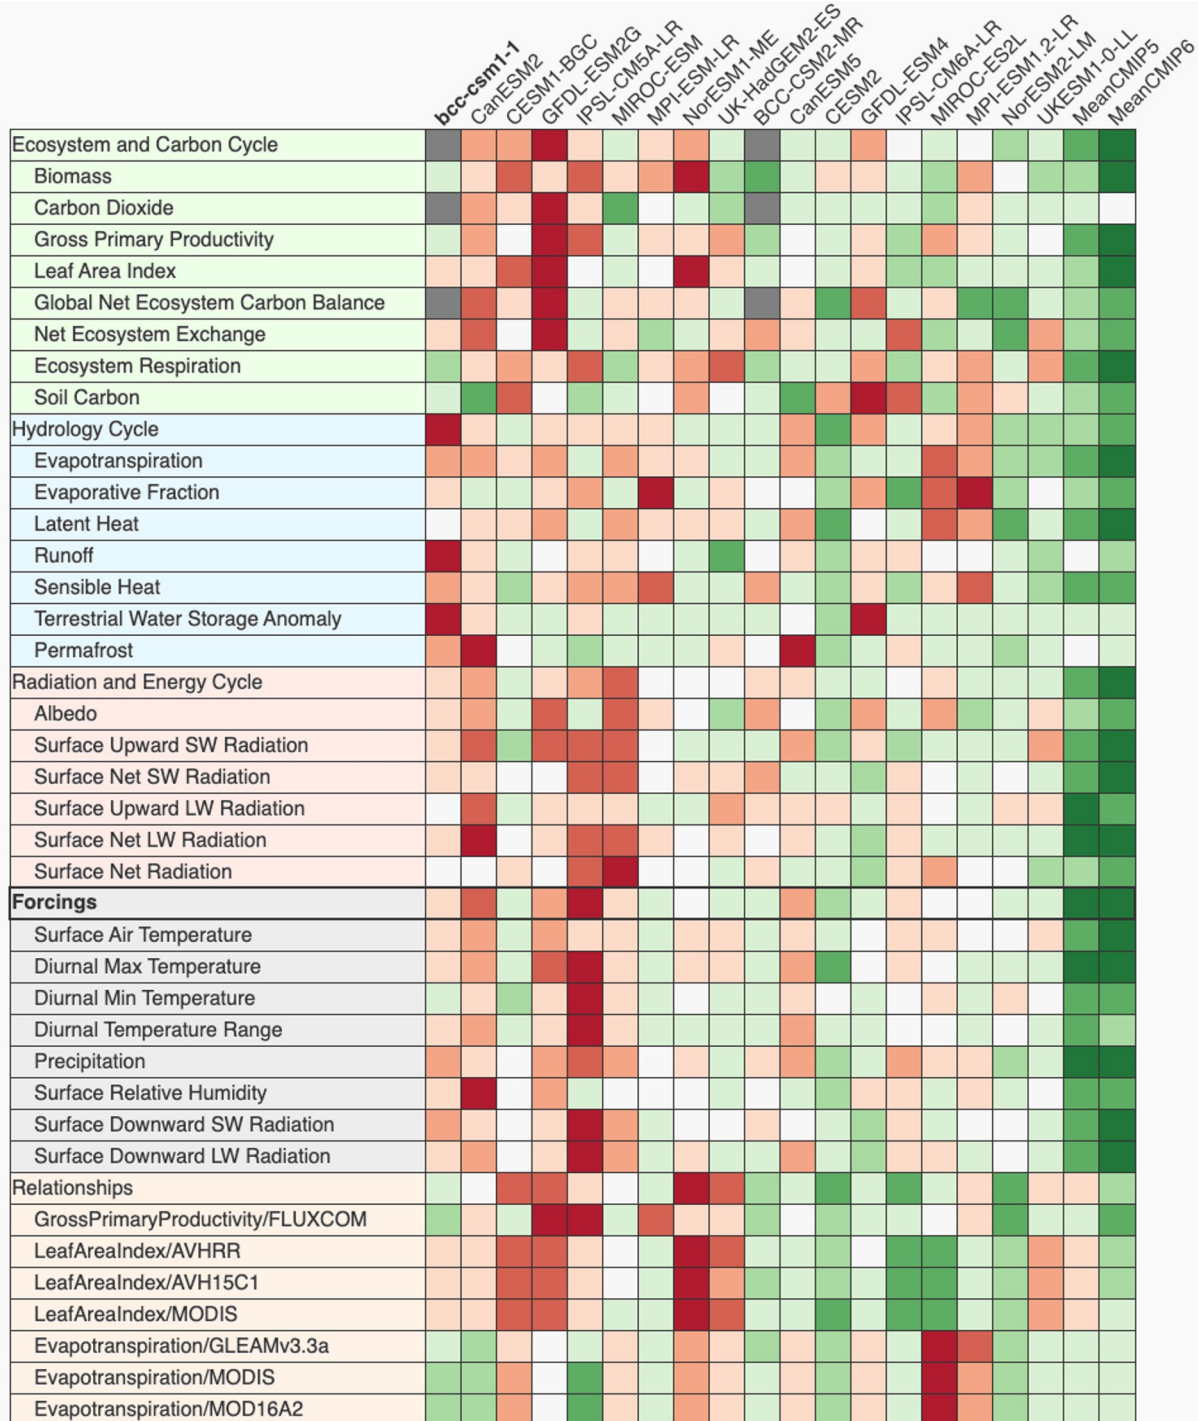 bcc-csm1-1
CanESM2
CESM1-BGC
GFDL-ESM2G
IPSL-CM5A-LR
MIROC-ESM
MPI-ESM-LR
NorESM1-ME
UK-HadGEM2-ES
BCC-CSM2-MR
CanESM5
CESM2
GFDL-ESM4
IPSL-CM6A-LR
MIROC-ES2L
MPI-ESM1.2-LR
NorESM2-LM
UKESM1-0-LL
MeanCMIP5
MeanCMIP6
Ecosystem and Carbon Cycle
Biomass
Carbon Dioxide
Gross Primary Productivity
Leaf Area Index
Global Net Ecosystem Carbon Balance
Net Ecosystem Exchange
Ecosystem Respiration
Soil Carbon
Hydrology Cycle
Evapotranspiration
Evaporative Fraction
Latent Heat
Runoff
Sensible Heat
Terrestrial Water Storage Anomaly
Permafrost
Radiation and Energy Cycle
Albedo
Surface Upward SW Radiation
Surface Net SW Radiation
Surface Upward LW Radiation
Surface Net LW Radiation
Surface Net Radiation
Forcings
Surface Air Temperature
Diurnal Max Temperature
Diurnal Min Temperature
Diurnal Temperature Range
Precipitation
Surface Relative Humidity
Surface Downward SW Radiation
Surface Downward LW Radiation
Relationships
GrossPrimaryProductivity/FLUXCOM
LeafAreaIndex/AVHRR
LeafAreaIndex/AVH15C1
LeafAreaIndex/MODIS
Evapotranspiration/GLEAMv3.3a
Evapotranspiration/MODIS
Evapotranspiration/MOD16A2